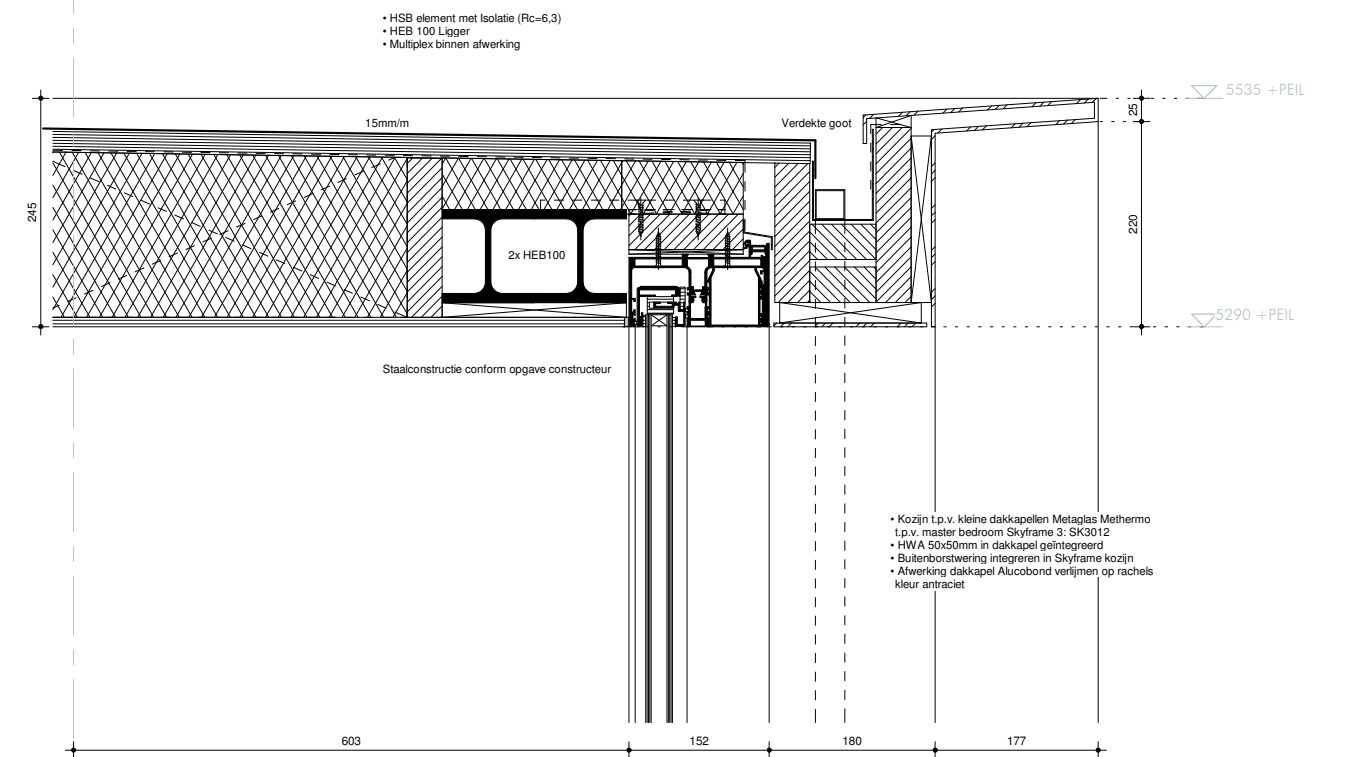 • HSB element met Isolatie (Rc=6,3)
• HEB 100 Ligger
• Multiplex binnen afwerking
5535 +PEIL
25
15mm/m
Verdekte goot
245
220
2x HEB100
5290 +PEIL
Staalconstructie conform opgave constructeur
• Kozijn t.p.v. kleine dakkapellen Metaglas Methermo
t.p.v. master bedroom Skyframe 3: SK3012
• HWA 50x50mm in dakkapel geïntegreerd
• Buitenborstwering integreren in Skyframe kozijn
• Afwerking dakkapel Alucobond verlijmen op rachels
kleur antraciet
603
152
180
177